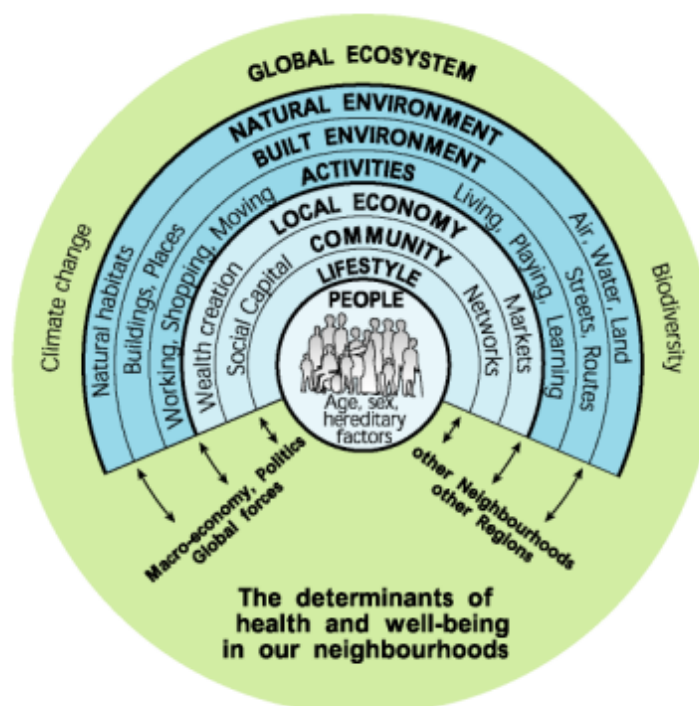 GLOBAL ECOSYSTEM
NATURAL ENVIRONMENT
BUILT ENVIRONMENT
ACTIVITIES
LOCAL ECONOMY
COMMUNITY
LIFESTYLE
PEOPLE
Age, sex,
hereditary
factors
Climate change
Natural habitats
Buildings, Places
Working, Shopping, Moving
Wealth creation
Social Capital
Networks
Markets
Living, Playing, Learning
Streets, Routes
Air, Water, Land
Biodiversity
Macro-economy, Politics
Global forces
other Neighbourhoods
other Regions
The determinants of
health and well-being
in our neighbourhoods